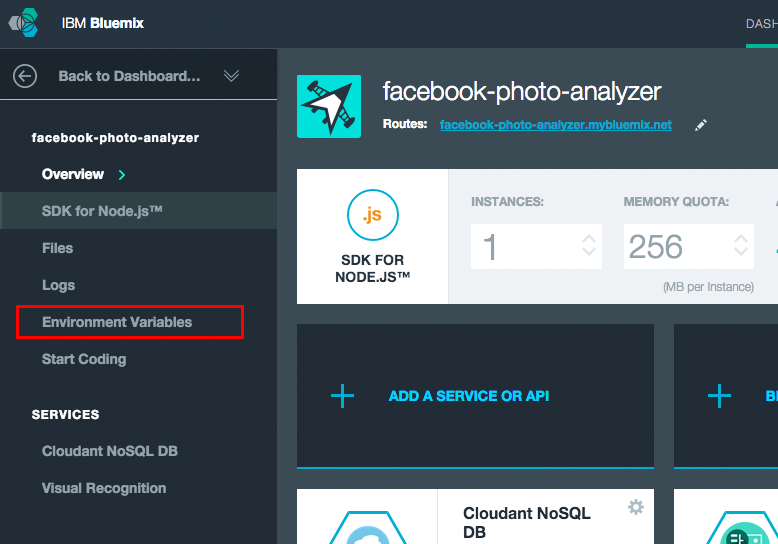 IBM Bluemix
DASH
Back to Dashboard...
facebook-photo-analyzer
Overview
SDK for Node.js™
Files
Logs
Environment Variables
Start Coding
SERVICES
Cloudant NoSQL DB
Visual Recognition
facebook-photo-analyzer
Routes: facebook-photo-analyzer.mybluemix.net
.js
SDK FOR
NODE.JS™
INSTANCES:
1
MEMORY QUOTA:
256
(MB per Instance)
ADD A SERVICE OR API
Cloudant NoSQL
DB